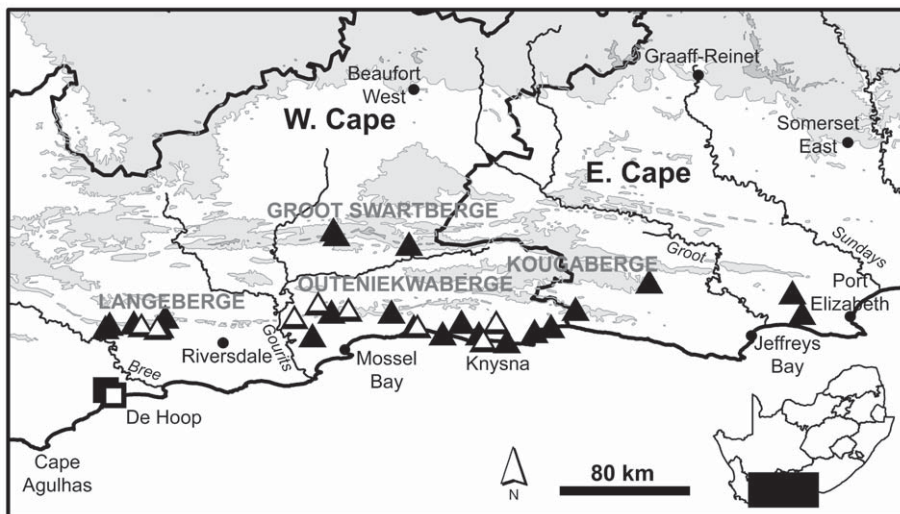 Graaff-Reinet
Beaufort
West
W. Cape
Somerset
East
E. Cape
GROOT SWARTBERGE
KOUGABERGE
Groot
Sundays
OUTENIEKWABERGE
LANGEBERGE
Port
Elizabeth
Riversdale
Gourits
Mossel
Bay
Knysna
Jeffreys
Bay
Bree
De Hoop
Cape
Agulhas
N
80 km